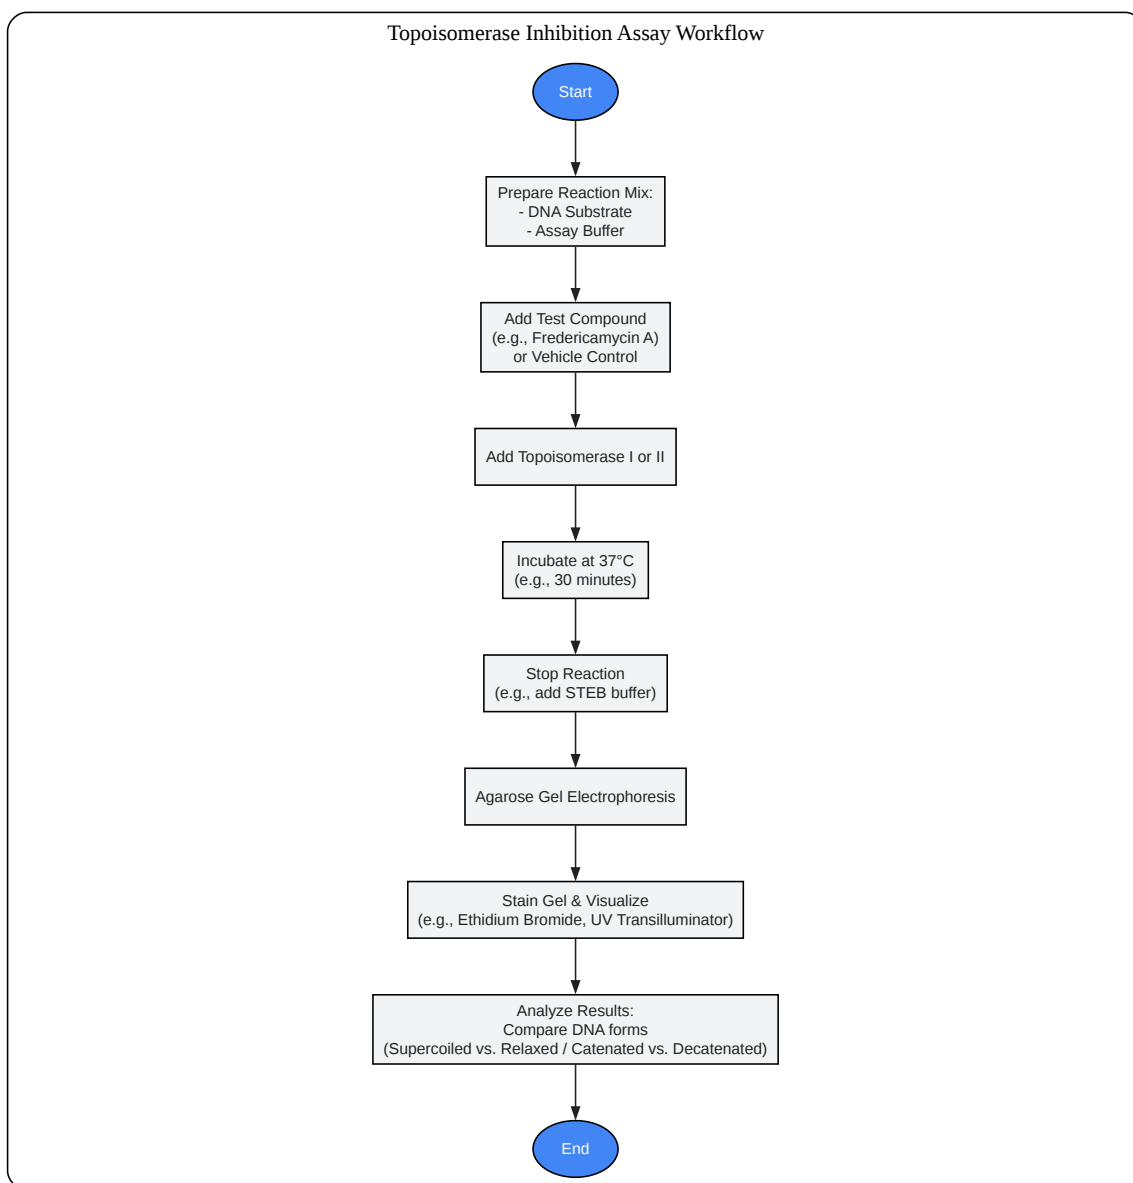 Topoisomerase Inhibition Assay Workflow
Start
Prepare Reaction Mix:
- DNA Substrate
- Assay Buffer
Add Test Compound
(e.g., Fredericamycin A)
or Vehicle Control
Add Topoisomerase I or II
Incubate at 37°C
(e.g., 30 minutes)
Stop Reaction
(e.g., add STEB buffer)
Agarose Gel Electrophoresis
Stain Gel & Visualize
(e.g., Ethidium Bromide, UV Transilluminator)
Analyze Results:
Compare DNA forms
(Supercoiled vs. Relaxed / Catenated vs. Decatenated)
End